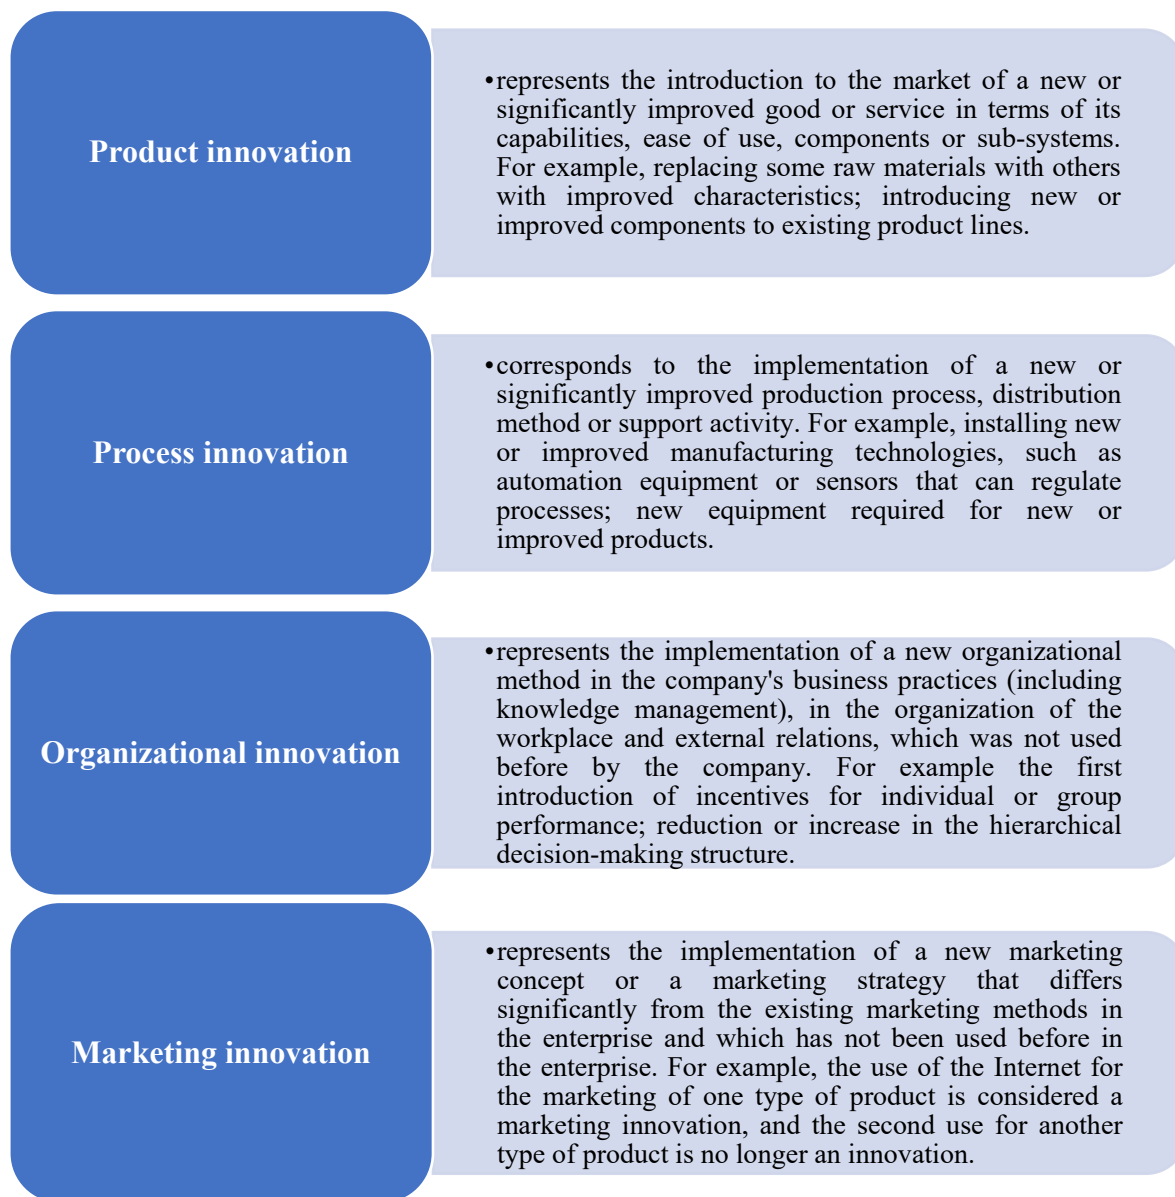 Product innovation
•represents the introduction to the market of a new or
significantly improved good or service in terms of its
capabilities, ease of use, components or sub-systems.
For example, replacing some raw materials with others
with improved characteristics; introducing new or
improved components to existing product lines.
Process innovation
•corresponds to the implementation of a new or
significantly improved production process, distribution
method or support activity. For example, installing new
or improved manufacturing technologies, such as
automation equipment or sensors that can regulate
processes; new equipment required for new or
improved products.
Organizational innovation
•represents the implementation of a new organizational
method in the company's business practices (including
knowledge management), in the organization of the
workplace and external relations, which was not used
before by the company. For example the first
introduction of incentives for individual or group
performance; reduction or increase in the hierarchical
decision-making structure.
Marketing innovation
•represents the implementation of a new marketing
concept or a marketing strategy that differs
significantly from the existing marketing methods in
the enterprise and which has not been used before in
the enterprise. For example, the use of the Internet for
the marketing of one type of product is considered a
marketing innovation, and the second use for another
type of product is no longer an innovation.